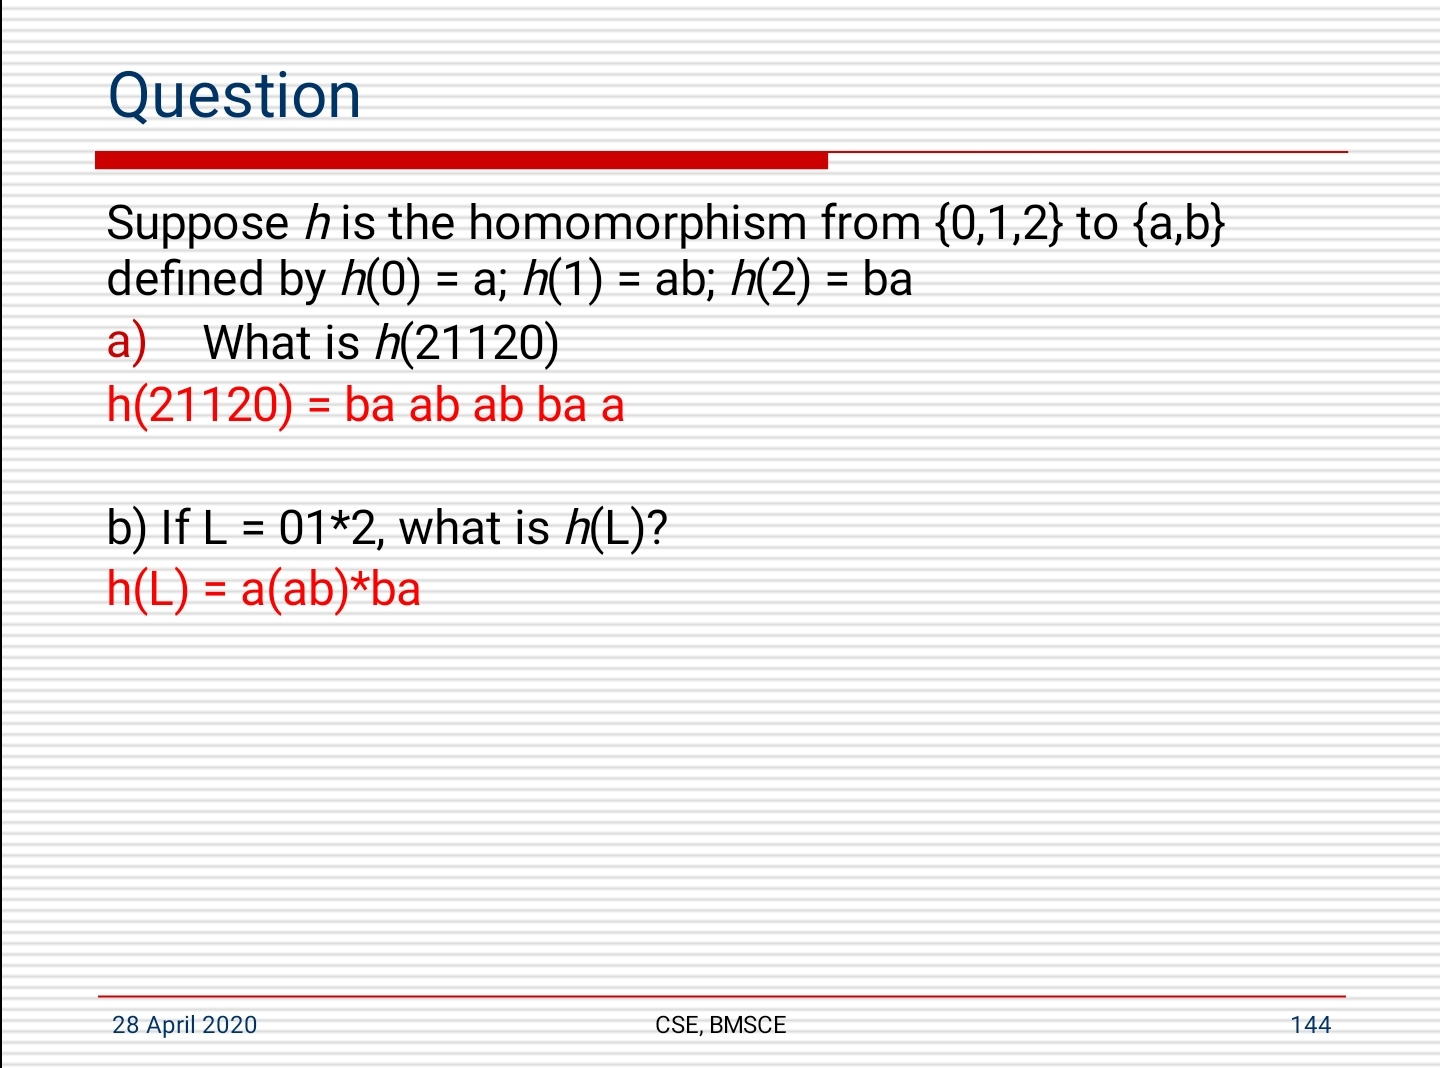 Question
Suppose h is the homomorphism from {0,1,2} to {a,b}
defined by h(0) = a; h(1) = ab; h(2) = ba
a) What is h(21120)
h(21120) = ba ab ab ba a
b) If L = 01*2, what is h(L)?
h(L) = a(ab)*ba
28 April 2020 CSE, BMSCE 144